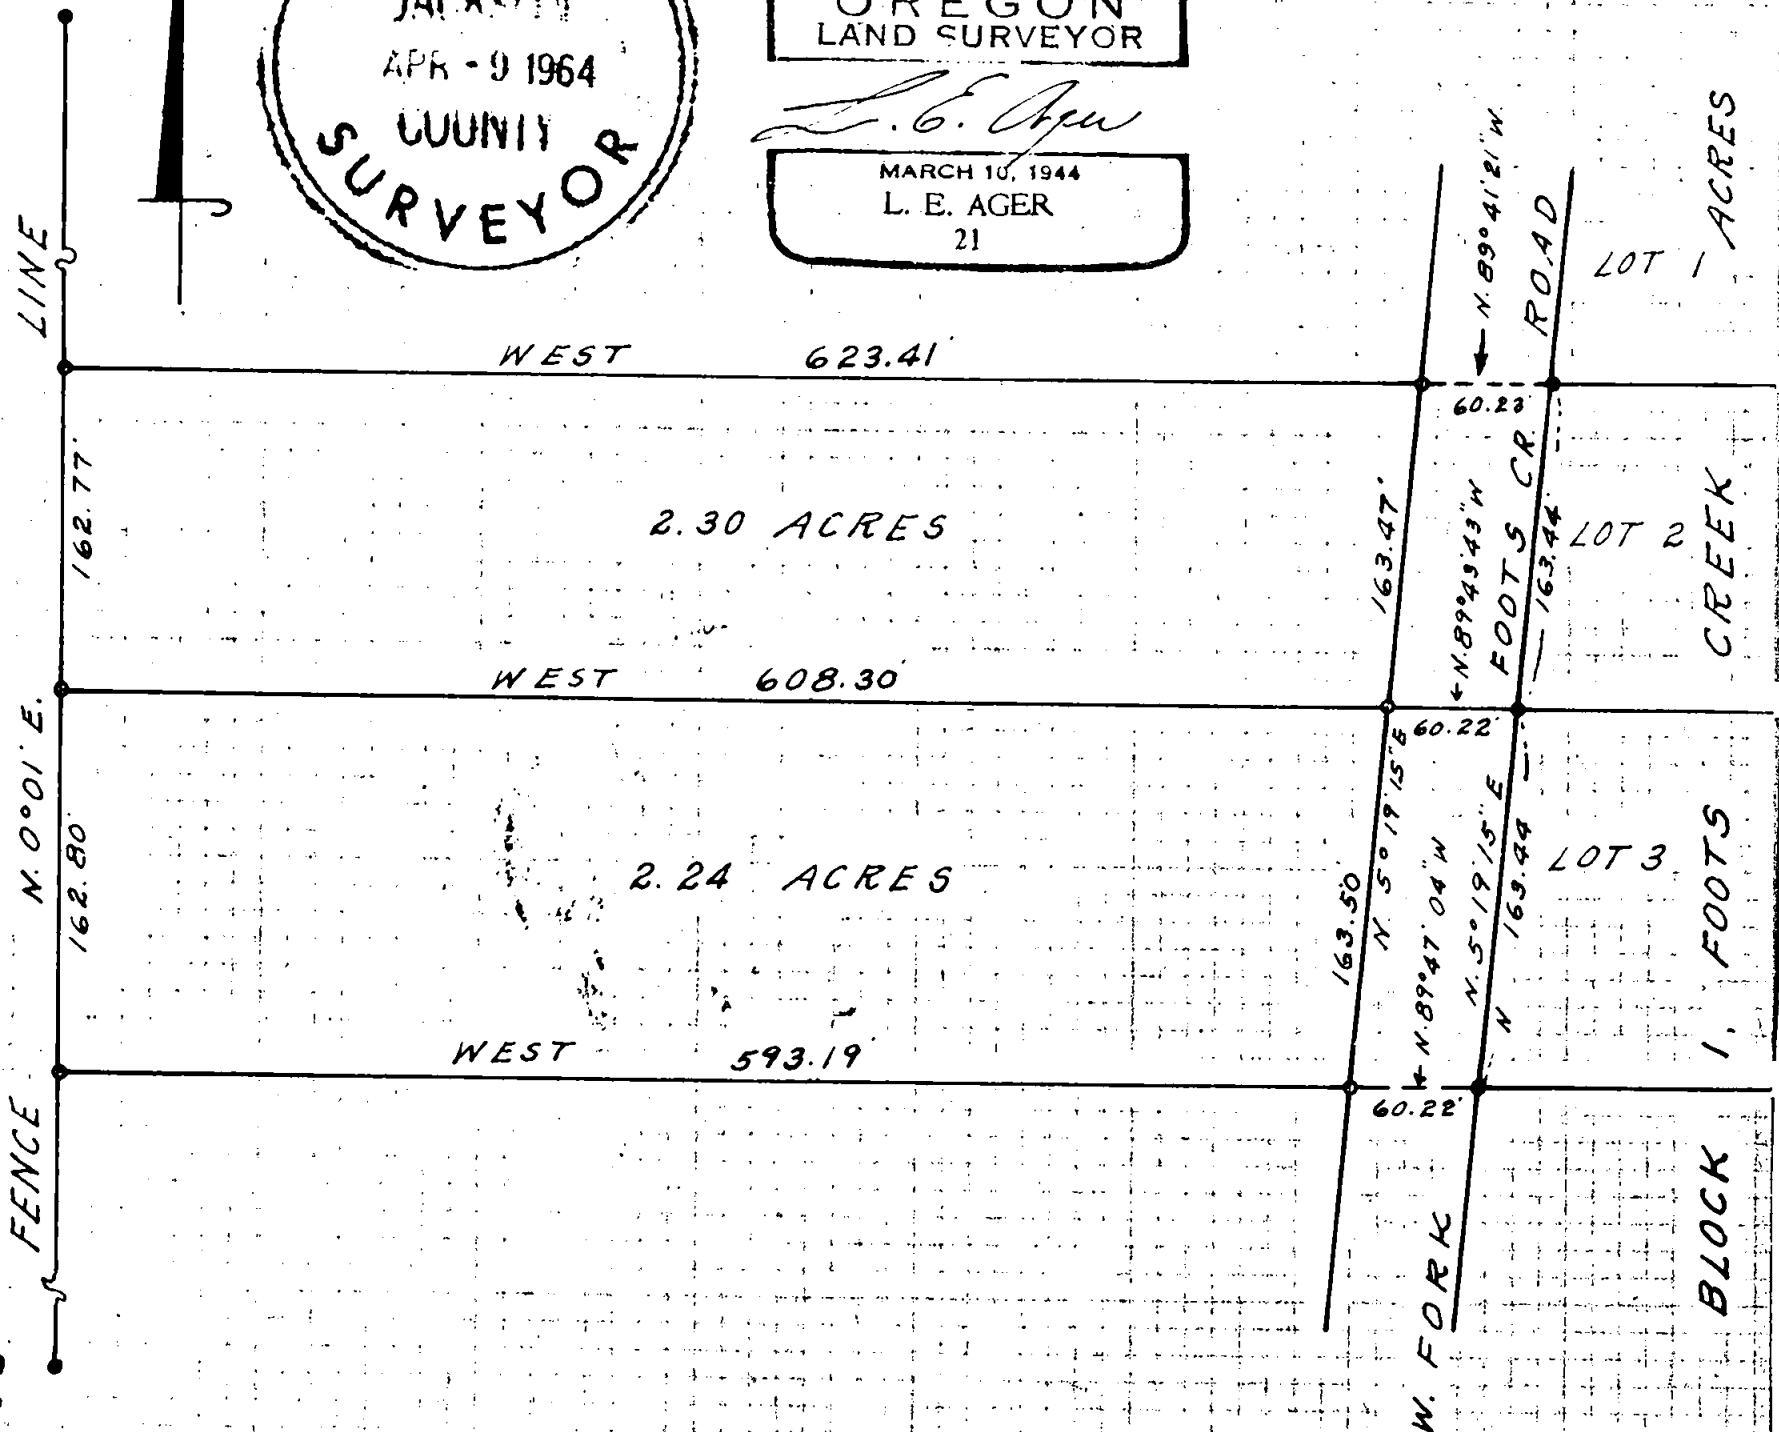 APR - 9 1964
COUNTY
SURVEYOR
OREGON
LAND SURVEYOR
L. E. Ager
MARCH 10, 1944
L. E. AGER
21
FENCE LINE
N. 0° 01' E.
162.77'
162.80'
WEST 623.41'
2.30 ACRES
WEST 608.30'
2.24 ACRES
WEST 593.19'
N. 89° 41' 21" W
60.23'
163.47'
N. 89° 43' 43" W
163.44'
60.22'
N 5° 19' 15" E
163.50'
N. 89° 47' 04" W
N. 5° 19' 15" E
163.44
N
60.22'
W. FORK FOOTS CR. ROAD
LOT 1
LOT 2
LOT 3
BLOCK 1, FOOTS CREEK ACRES